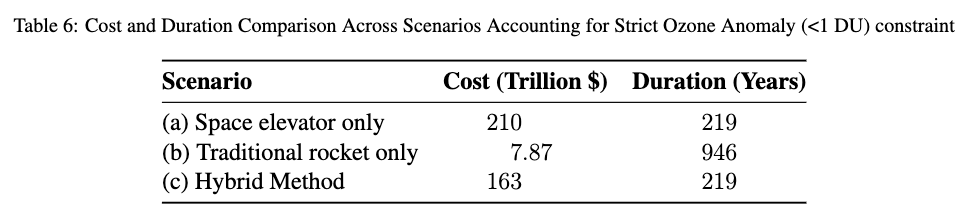 Table 6: Cost and Duration Comparison Across Scenarios Accounting for Strict Ozone Anomaly (<1 DU) constraint
Scenario Cost (Trillion $) Duration (Years)
(a) Space elevator only 210 219
(b) Traditional rocket only 7.87 946
(c) Hybrid Method 163 219